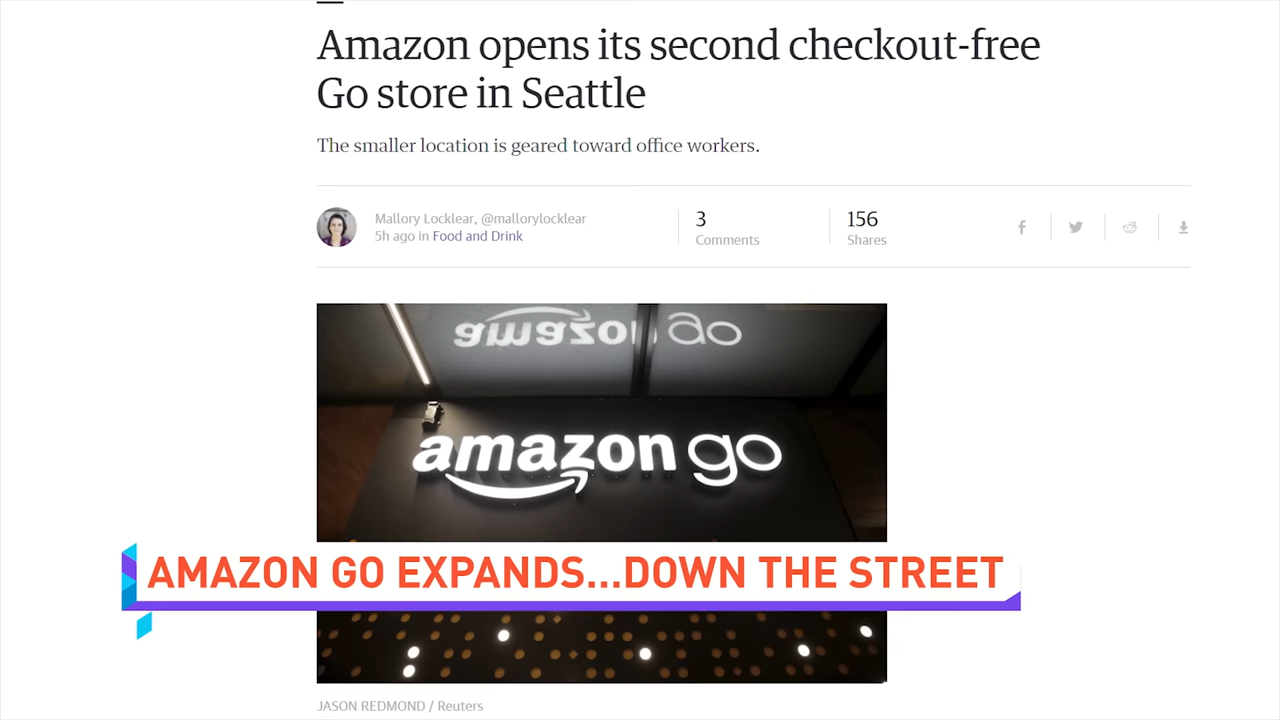 Amazon opens its second checkout-free
Go store in Seattle
The smaller location is geared toward office workers.
Mallory Locklear, @mallorylocklear
5h ago in Food and Drink
3
Comments
156
Shares
amazon go
amazon go
AMAZON GO EXPANDS...DOWN THE STREET
JASON REDMOND / Reuters